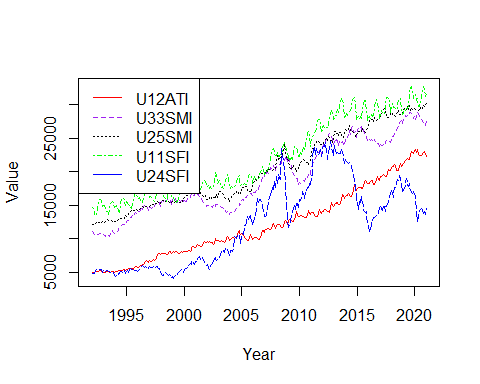 U12ATI
U33SMI
U25SMI
U11SFI
U24SFI
Value
25000
15000
5000
1995 2000 2005 2010 2015 2020
Year